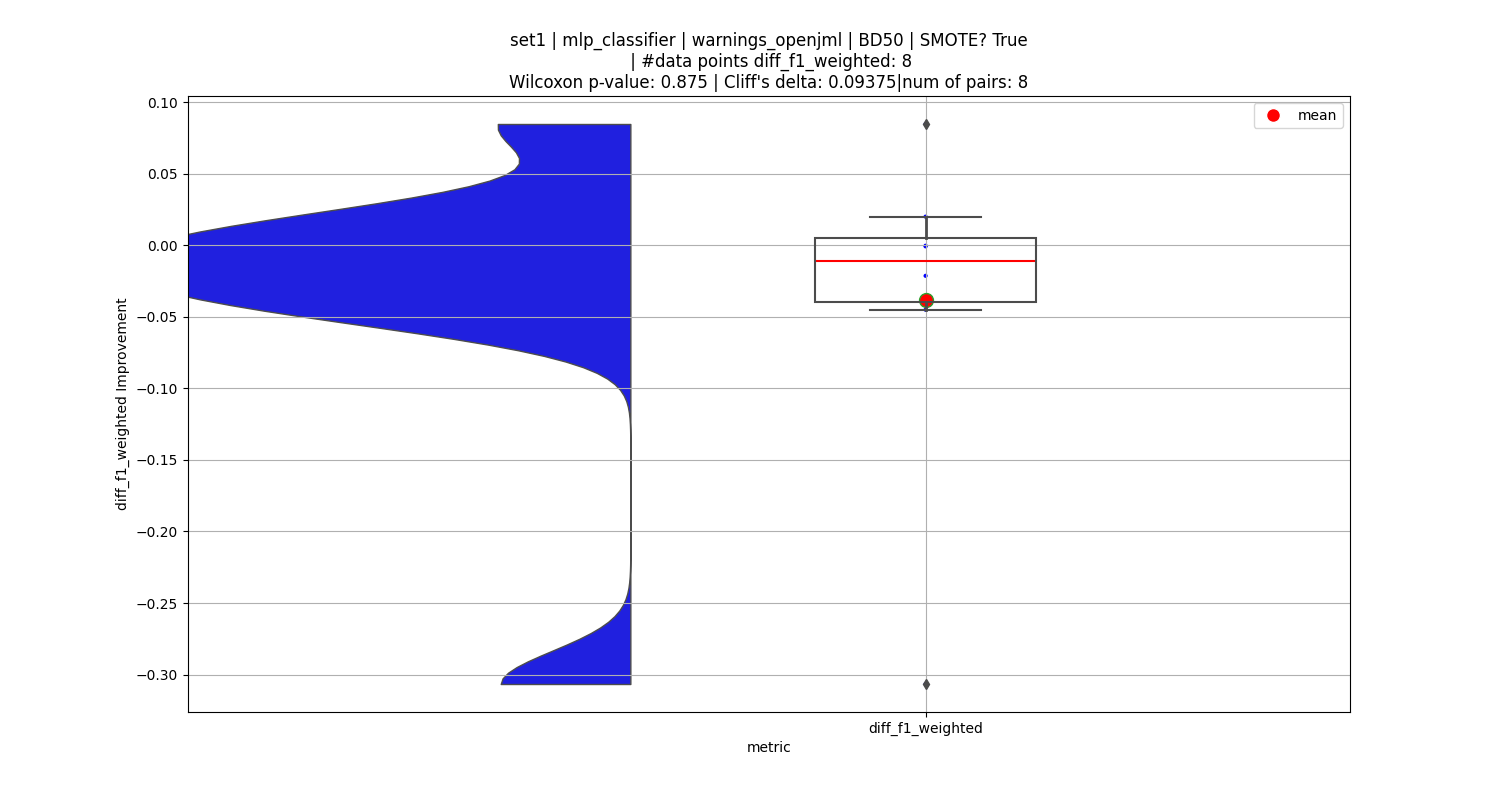 set1 | mlp_classifier | warnings_openjml | BD50 | SMOTE? True
| #data points diff_f1_weighted: 8
Wilcoxon p-value: 0.875 | Cliff's delta: 0.09375|num of pairs: 8
mean
0.10
0.05
0.00
−0.05
−0.10
−0.15
−0.20
−0.25
−0.30
diff_f1_weighted Improvement
diff_f1_weighted
metric